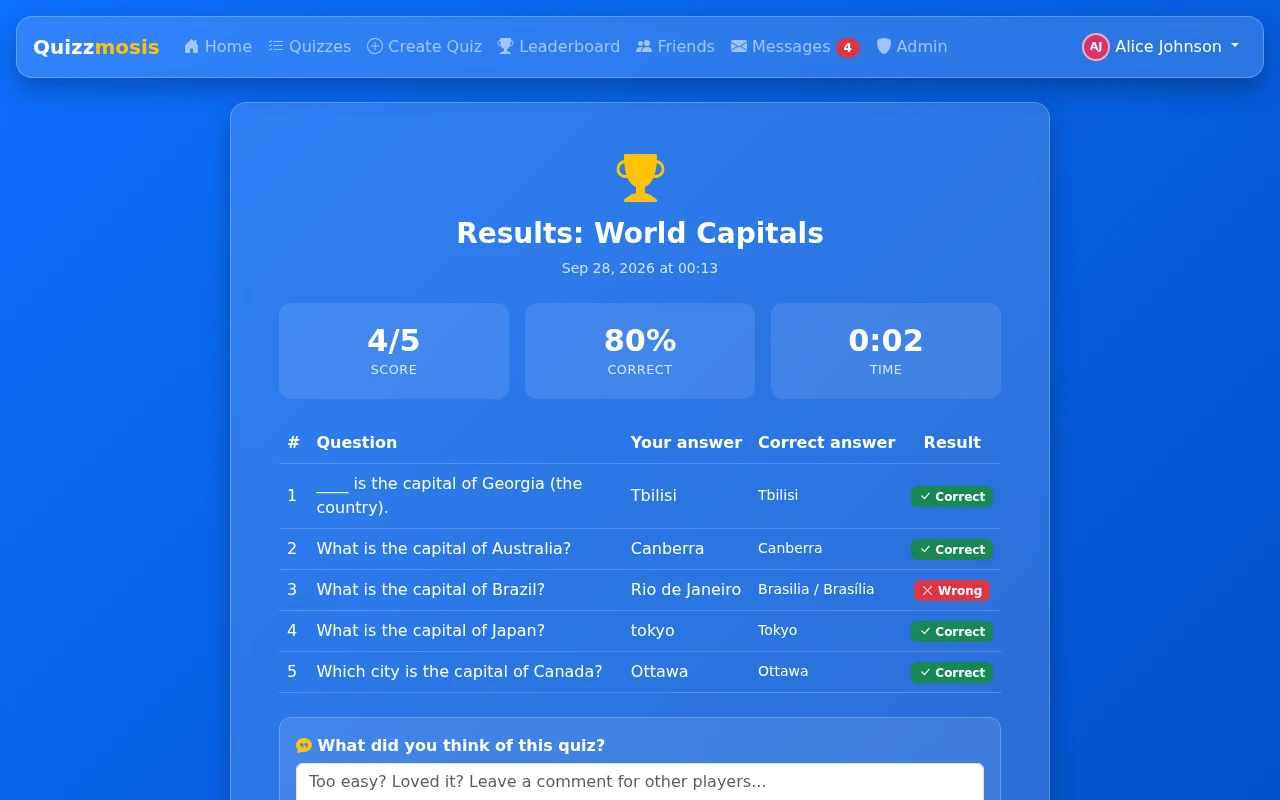 Quizzmosis Home Quizzes Create Quiz Leaderboard Friends Messages 4 Admin AJ Alice Johnson
Results: World Capitals
Sep 28, 2026 at 00:13
4/5 80% 0:02
SCORE CORRECT TIME
# Question Your answer Correct answer Result
1 ____ is the capital of Georgia (the country). Tbilisi Tbilisi Correct
2 What is the capital of Australia? Canberra Canberra Correct
3 What is the capital of Brazil? Rio de Janeiro Brasilia / Brasília Wrong
4 What is the capital of Japan? tokyo Tokyo Correct
5 Which city is the capital of Canada? Ottawa Ottawa Correct
What did you think of this quiz?
Too easy? Loved it? Leave a comment for other players...